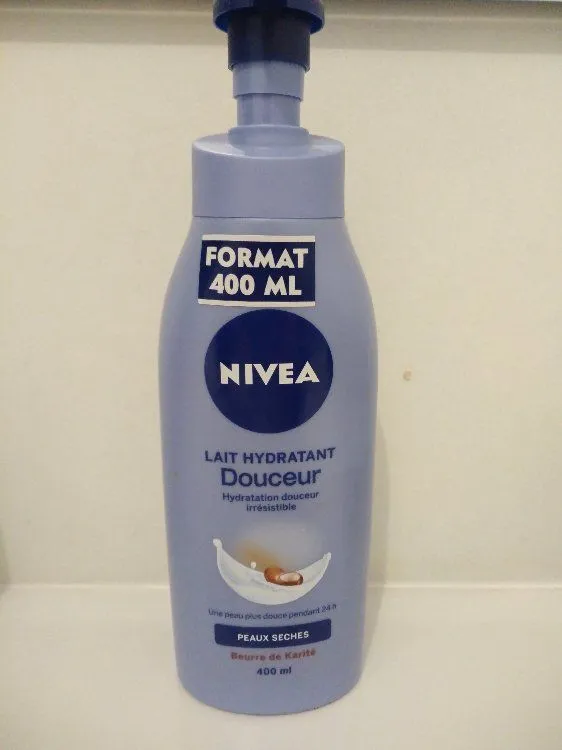 FORMAT
400 ML
NIVEA
LAIT HYDRATANT
Douceur
Hydratation douceur
irrésistible
Une peau plus douce pendant 24 h
PEAUX SECHES
Beurre de Karité
400 ml